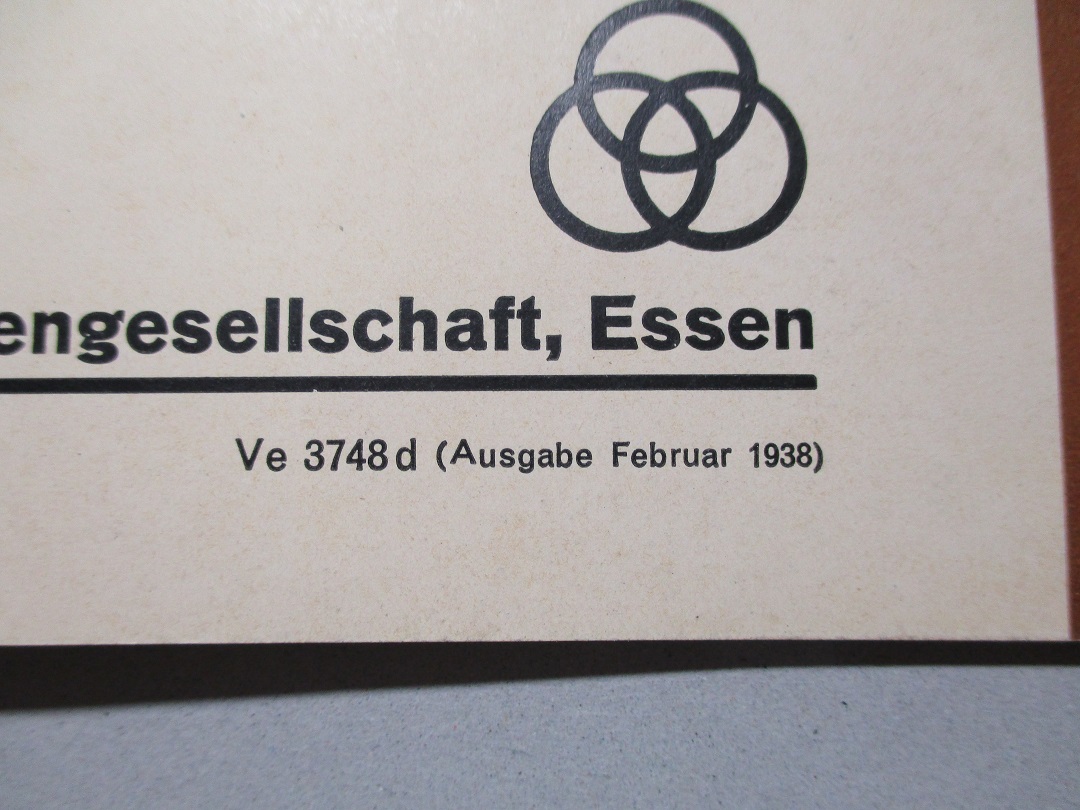 engesellschaft, Essen
Ve 3748 d (Ausgabe Februar 1938)